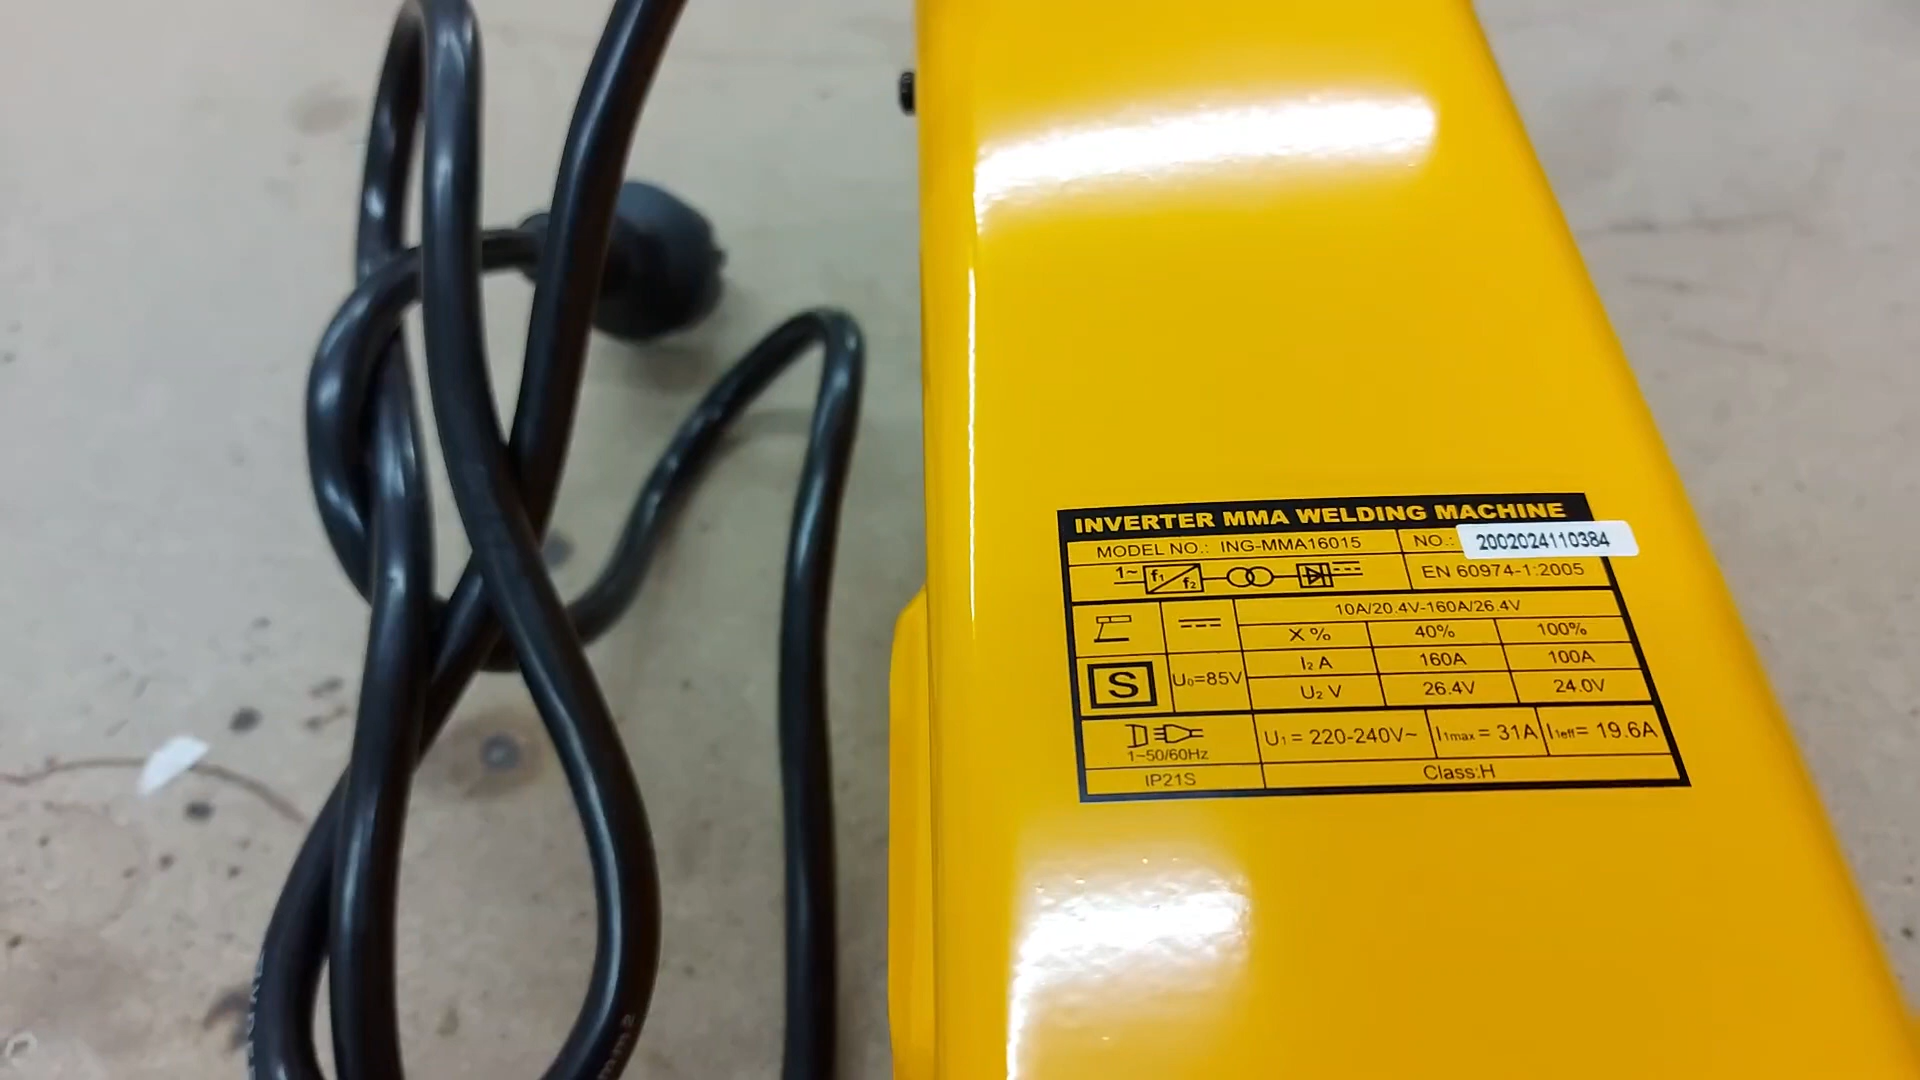 INVERTER MMA WELDING MACHINE
MODEL NO.: ING-MMA16015 NO.: 2002024110384
1~ f1 f2 EN 60974-1:2005
10A/20.4V-160A/26.4V
X % 40% 100%
I2 A 160A 100A
S U0=85V U2 V 26.4V 24.0V
1~50/60Hz U1 = 220-240V~ I1max = 31A I1eff = 19.6A
IP21S Class:H
mm2